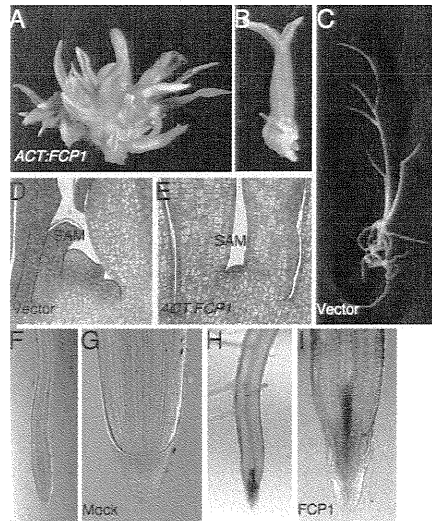 A
B
C
ACT:FCP1
D
E
SAM
SAM
Vector
ACT:FCP1
Vector
F
G
H
I
Mock
FCP1